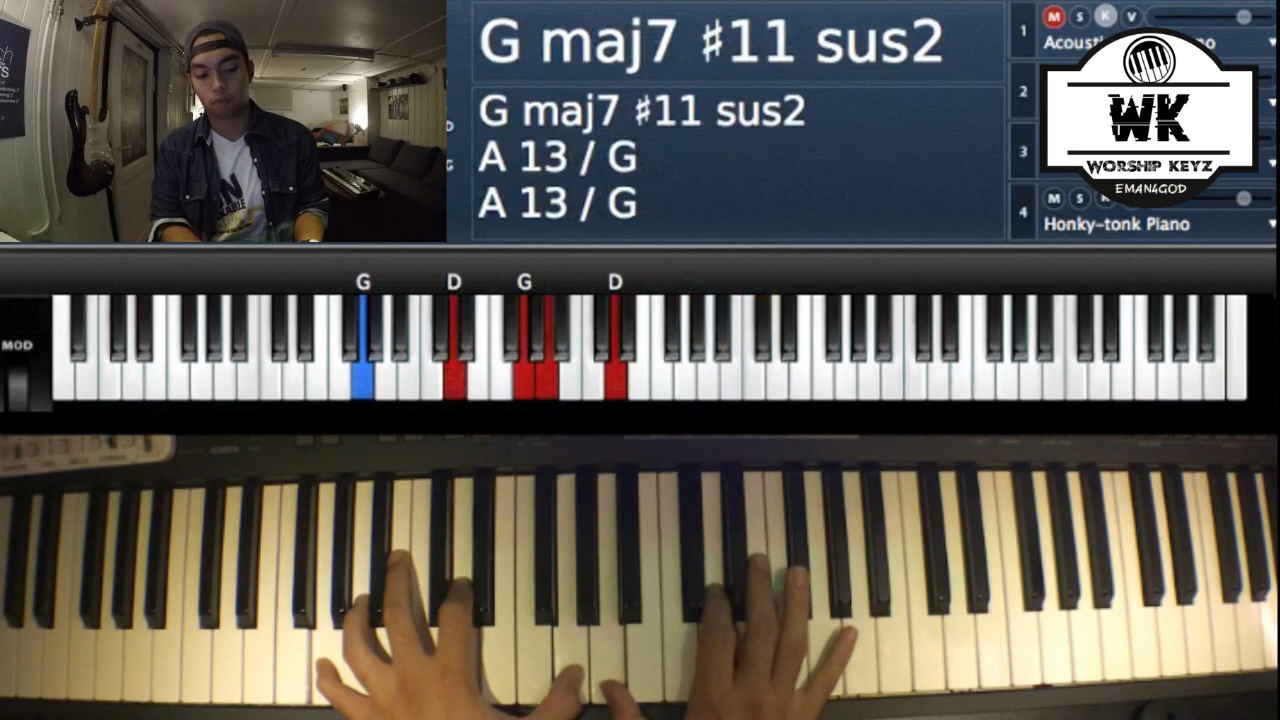 G maj7 ♯11 sus2
G maj7 ♯11 sus2
A 13 / G
A 13 / G
1 M S K V
2
3
4 M S
Honky-tonk Piano
WK
WORSHIP KEYZ
EMAN4GOD
G D G D
MOD